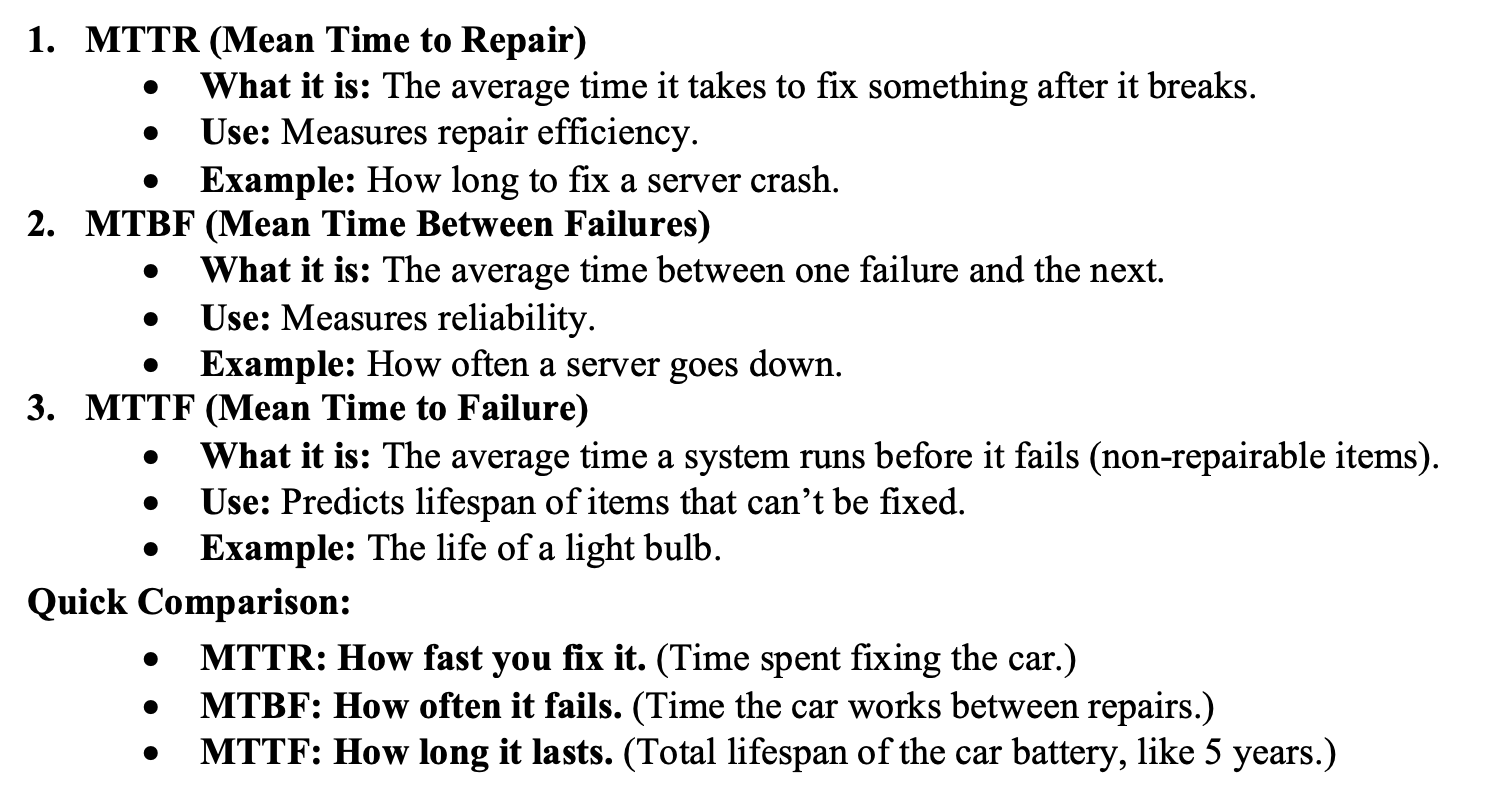 1. MTTR (Mean Time to Repair)
• What it is: The average time it takes to fix something after it breaks.
• Use: Measures repair efficiency.
• Example: How long to fix a server crash.
2. MTBF (Mean Time Between Failures)
• What it is: The average time between one failure and the next.
• Use: Measures reliability.
• Example: How often a server goes down.
3. MTTF (Mean Time to Failure)
• What it is: The average time a system runs before it fails (non-repairable items).
• Use: Predicts lifespan of items that can’t be fixed.
• Example: The life of a light bulb.
Quick Comparison:
• MTTR: How fast you fix it. (Time spent fixing the car.)
• MTBF: How often it fails. (Time the car works between repairs.)
• MTTF: How long it lasts. (Total lifespan of the car battery, like 5 years.)